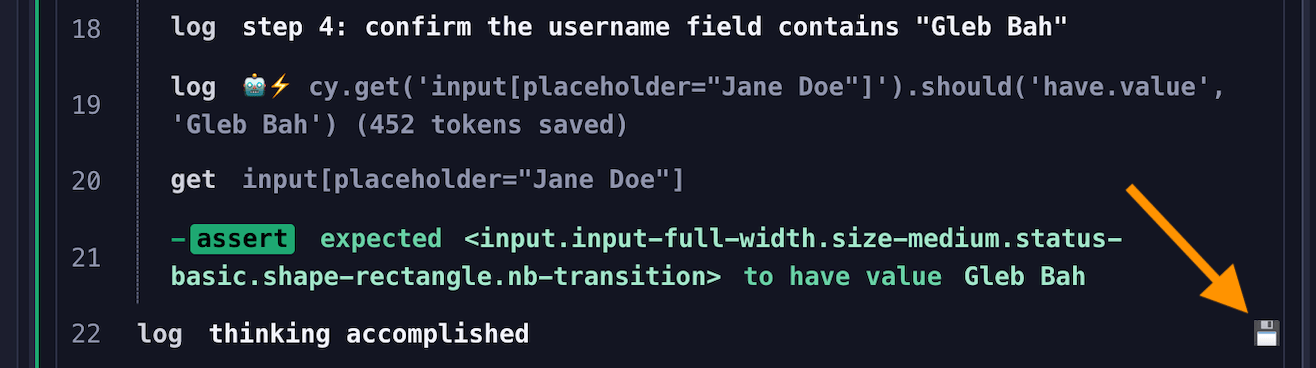 18 log step 4: confirm the username field contains "Gleb Bah"
19 log 🤖⚡ cy.get('input[placeholder="Jane Doe"]').should('have.value',
'Gleb Bah') (452 tokens saved)
20 get input[placeholder="Jane Doe"]
21 -assert expected <input.input-full-width.size-medium.status-
basic.shape-rectangle.nb-transition> to have value Gleb Bah
22 log thinking accomplished 💾